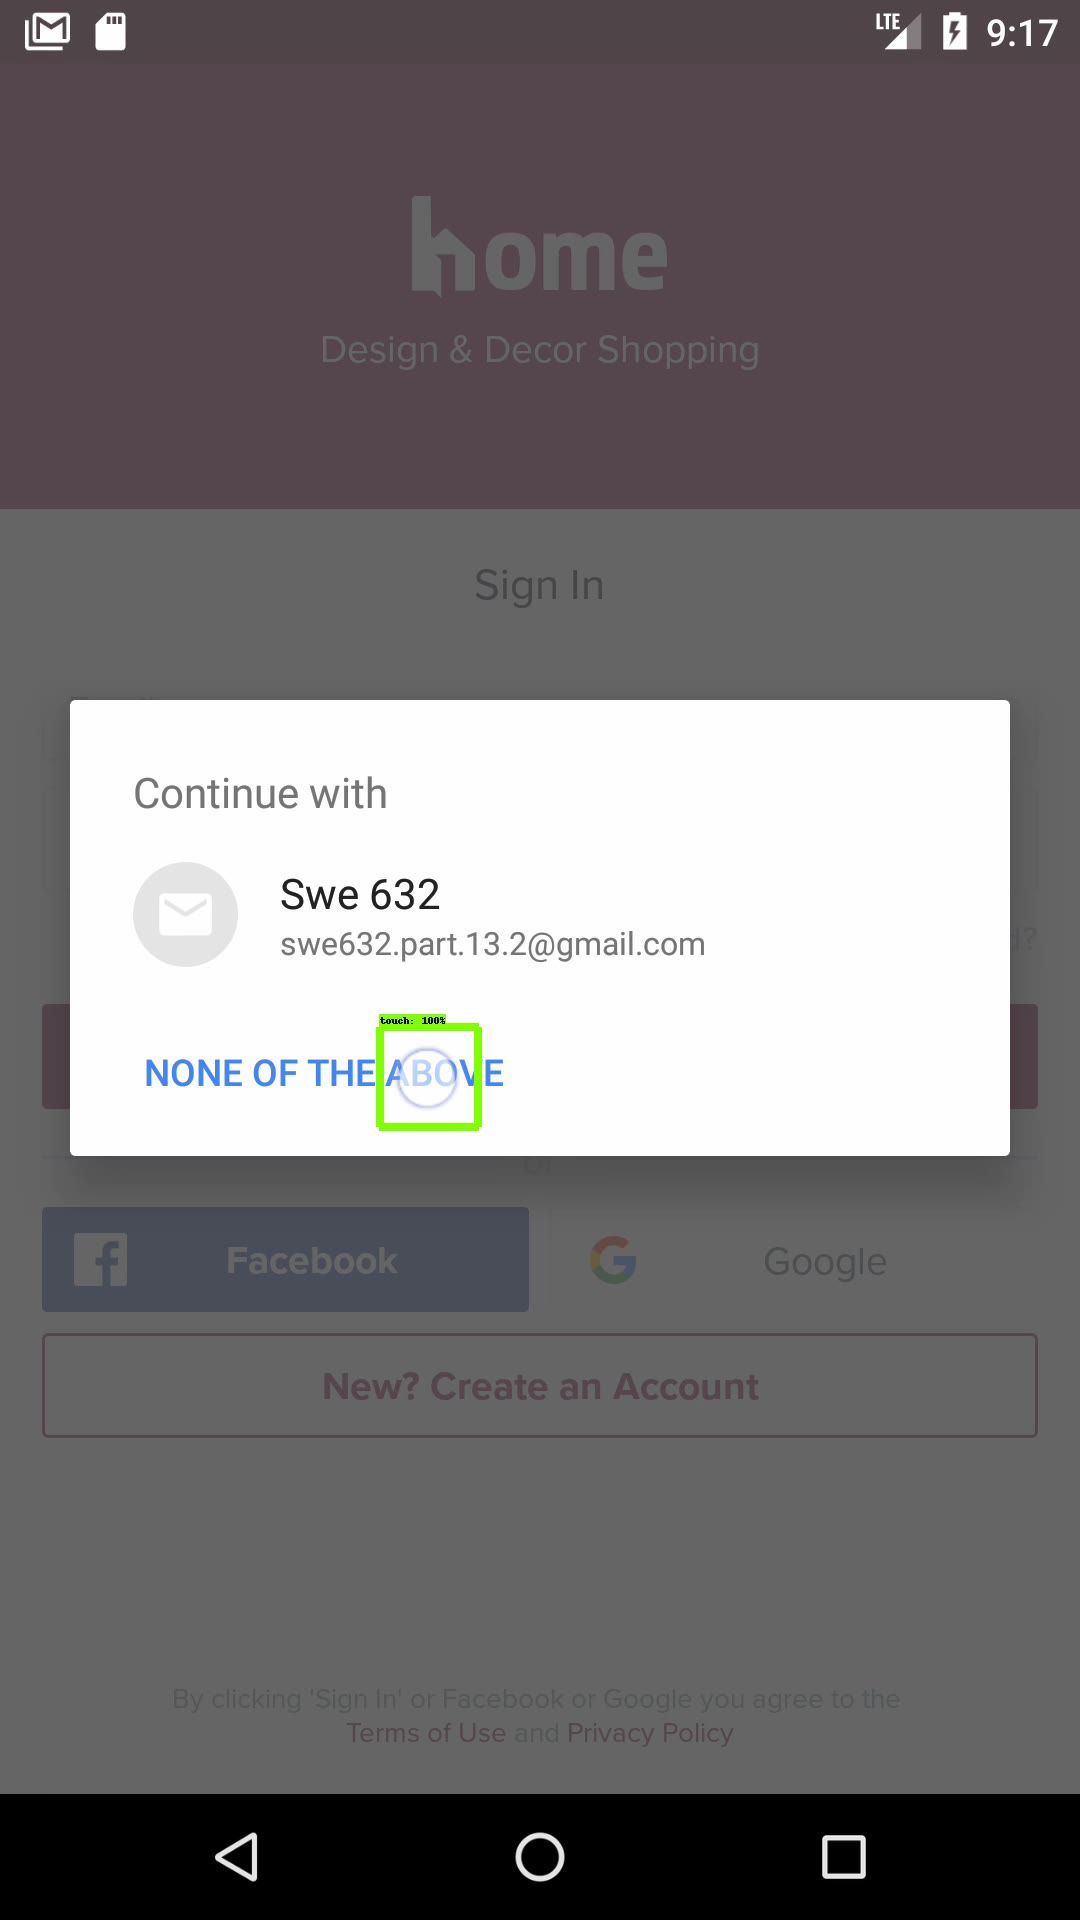 LTE 9:17
home
Design & Decor Shopping
Sign In
Continue with
Swe 632
swe632.part.13.2@gmail.com
d?
touch: 100%
NONE OF THE ABOVE
or
Facebook
Google
New? Create an Account
By clicking 'Sign In' or Facebook or Google you agree to the
Terms of Use and Privacy Policy